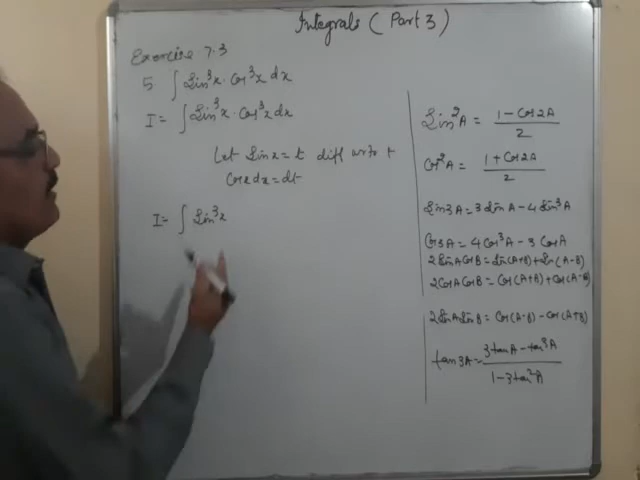 Integrals (Part 3)
Exercise 7.3
5 ∫ Sin³x · Cos³x dx
I = ∫ Sin³x · Cos³x dx
Let Sin x = t diff w.r.to t
Cos x dx = dt
I = ∫ Sin³x
Sin²A = (1 - Cos 2A)/2
Cos²A = (1 + Cos 2A)/2
Sin 3A = 3 Sin A - 4 Sin³A
Cos 3A = 4 Cos³A - 3 Cos A
2 Sin A Cos B = Sin(A+B) + Sin(A-B)
2 Cos A Cos B = Cos(A+B) + Cos(A-B)
2 Sin A Sin B = Cos(A-B) - Cos(A+B)
tan 3A = (3 tan A - tan³A)/(1 - 3 tan²A)